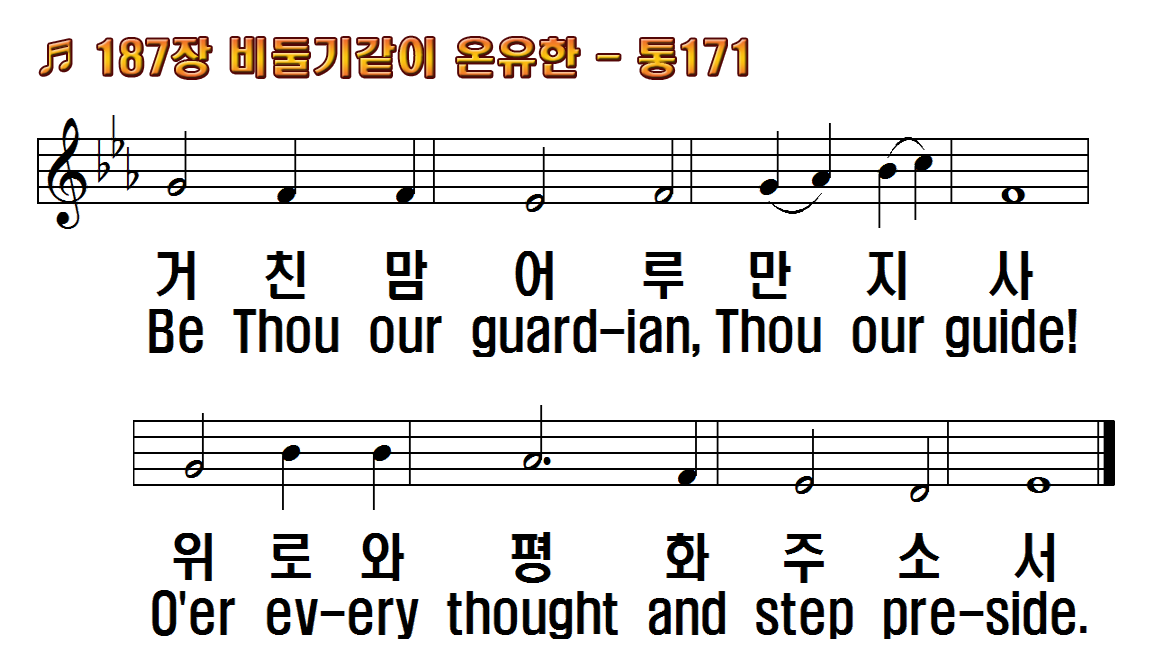 ♬ 187장 비둘기같이 온유한 - 통171
거 친 맘 어 루 만 지 사
Be Thou our guard-ian, Thou our guide!
위 로 와 평 화 주 소 서
O'er ev-ery thought and step pre-side.